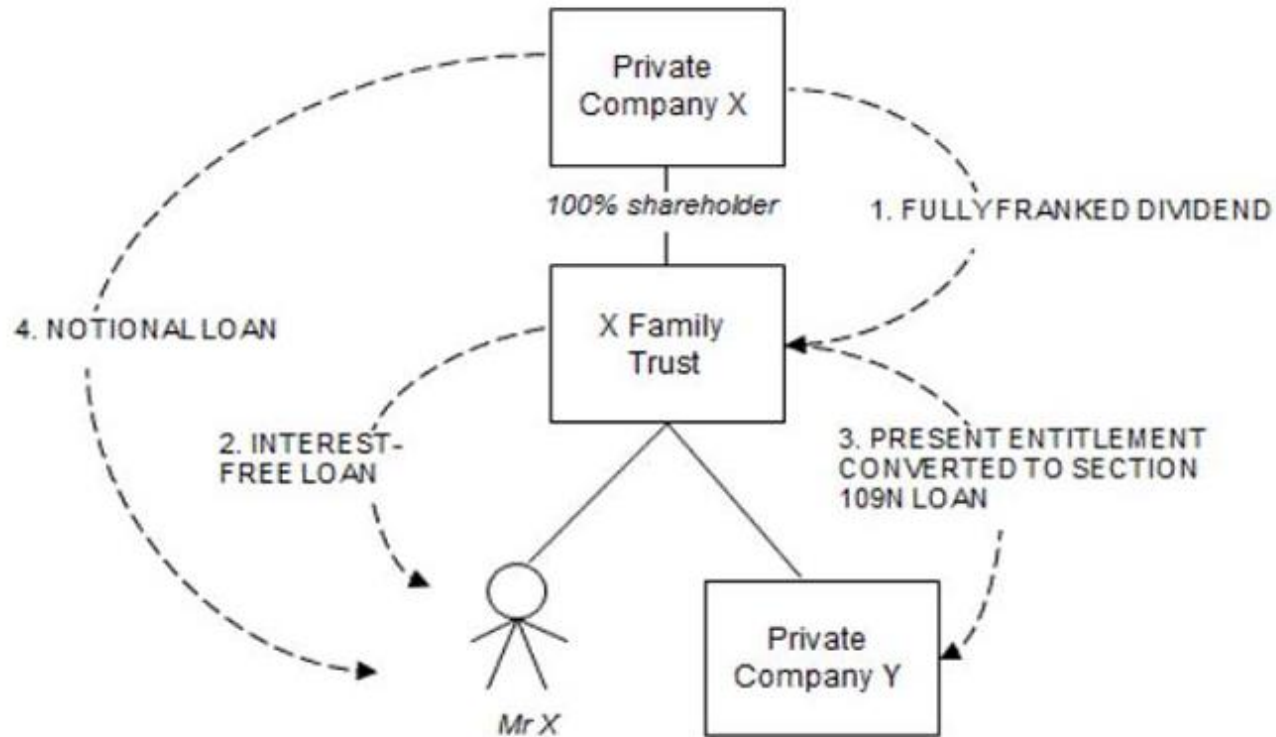 Private
Company X
100% shareholder
1. FULLY FRANKED DIVIDEND
4. NOTIONAL LOAN
X Family
Trust
2. INTEREST-
FREE LOAN
3. PRESENT ENTITLEMENT
CONVERTED TO SECTION
109N LOAN
Private
Company Y
Mr X